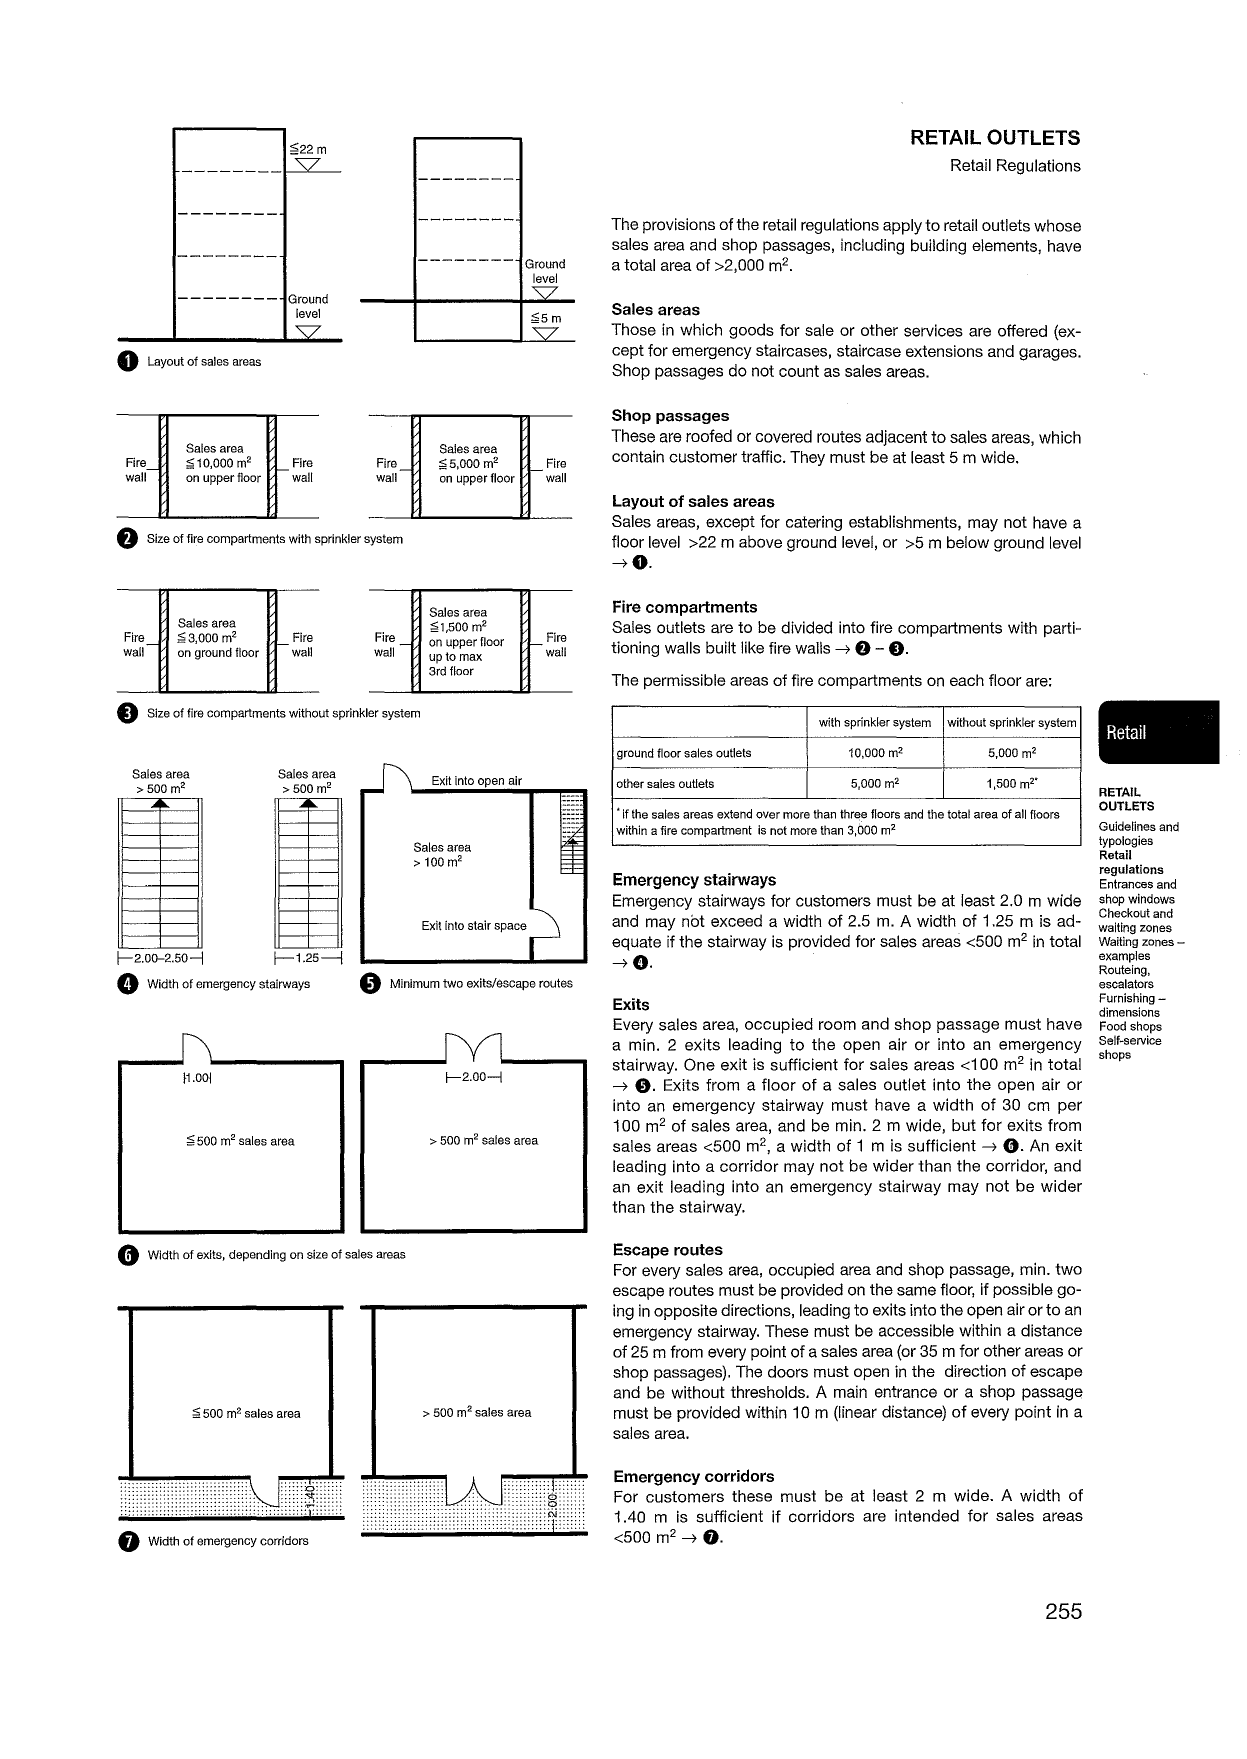 RETAIL OUTLETS
Retail Regulations
≦22 m
Ground
level
Ground
level
≦5 m
❶ Layout of sales areas
Fire
wall
Sales area
≦10,000 m²
on upper floor
Fire
wall
Fire
wall
Sales area
≦5,000 m²
on upper floor
Fire
wall
❷ Size of fire compartments with sprinkler system
Fire
wall
Sales area
≦3,000 m²
on ground floor
Fire
wall
Fire
wall
Sales area
≦1,500 m²
on upper floor
up to max
3rd floor
Fire
wall
❸ Size of fire compartments without sprinkler system
Sales area
> 500 m²
2.00–2.50
Sales area
> 500 m²
1.25
❹ Width of emergency stairways
Exit into open air
Sales area
> 100 m²
Exit into stair space
❺ Minimum two exits/escape routes
1.00
≦500 m² sales area
2.00
> 500 m² sales area
❻ Width of exits, depending on size of sales areas
≦500 m² sales area
1.40
> 500 m² sales area
2.00
❼ Width of emergency corridors
The provisions of the retail regulations apply to retail outlets whose
sales area and shop passages, including building elements, have
a total area of >2,000 m².
Sales areas
Those in which goods for sale or other services are offered (ex-
cept for emergency staircases, staircase extensions and garages.
Shop passages do not count as sales areas.
Shop passages
These are roofed or covered routes adjacent to sales areas, which
contain customer traffic. They must be at least 5 m wide.
Layout of sales areas
Sales areas, except for catering establishments, may not have a
floor level >22 m above ground level, or >5 m below ground level
→ ❶.
Fire compartments
Sales outlets are to be divided into fire compartments with parti-
tioning walls built like fire walls → ❷ – ❸.
The permissible areas of fire compartments on each floor are:
with sprinkler system without sprinkler system
ground floor sales outlets 10,000 m² 5,000 m²
other sales outlets 5,000 m² 1,500 m²*
*If the sales areas extend over more than three floors and the total area of all floors
within a fire compartment is not more than 3,000 m²
Emergency stairways
Emergency stairways for customers must be at least 2.0 m wide
and may not exceed a width of 2.5 m. A width of 1.25 m is ad-
equate if the stairway is provided for sales areas <500 m² in total
→ ❹.
Exits
Every sales area, occupied room and shop passage must have
a min. 2 exits leading to the open air or into an emergency
stairway. One exit is sufficient for sales areas <100 m² in total
→ ❺. Exits from a floor of a sales outlet into the open air or
into an emergency stairway must have a width of 30 cm per
100 m² of sales area, and be min. 2 m wide, but for exits from
sales areas <500 m², a width of 1 m is sufficient → ❻. An exit
leading into a corridor may not be wider than the corridor, and
an exit leading into an emergency stairway may not be wider
than the stairway.
Escape routes
For every sales area, occupied area and shop passage, min. two
escape routes must be provided on the same floor, if possible go-
ing in opposite directions, leading to exits into the open air or to an
emergency stairway. These must be accessible within a distance
of 25 m from every point of a sales area (or 35 m for other areas or
shop passages). The doors must open in the direction of escape
and be without thresholds. A main entrance or a shop passage
must be provided within 10 m (linear distance) of every point in a
sales area.
Emergency corridors
For customers these must be at least 2 m wide. A width of
1.40 m is sufficient if corridors are intended for sales areas
<500 m² → ❼.
Retail
RETAIL
OUTLETS
Guidelines and
typologies
Retail
regulations
Entrances and
shop windows
Checkout and
waiting zones
Waiting zones –
examples
Routeing,
escalators
Furnishing –
dimensions
Food shops
Self-service
shops
255